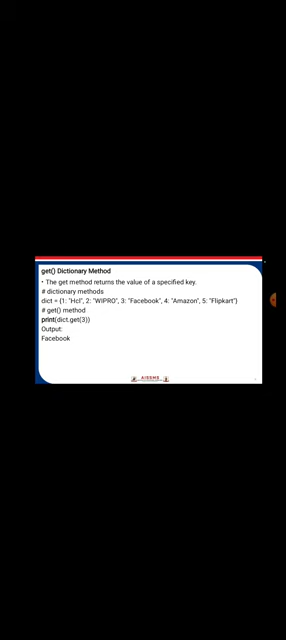 get() Dictionary Method
• The get method returns the value of a specified key.
# dictionary methods
dict = {1: "Hcl", 2: "WIPRO", 3: "Facebook", 4: "Amazon", 5: "Flipkart"}
# get() method
print(dict.get(3))
Output:
Facebook
AISSMS